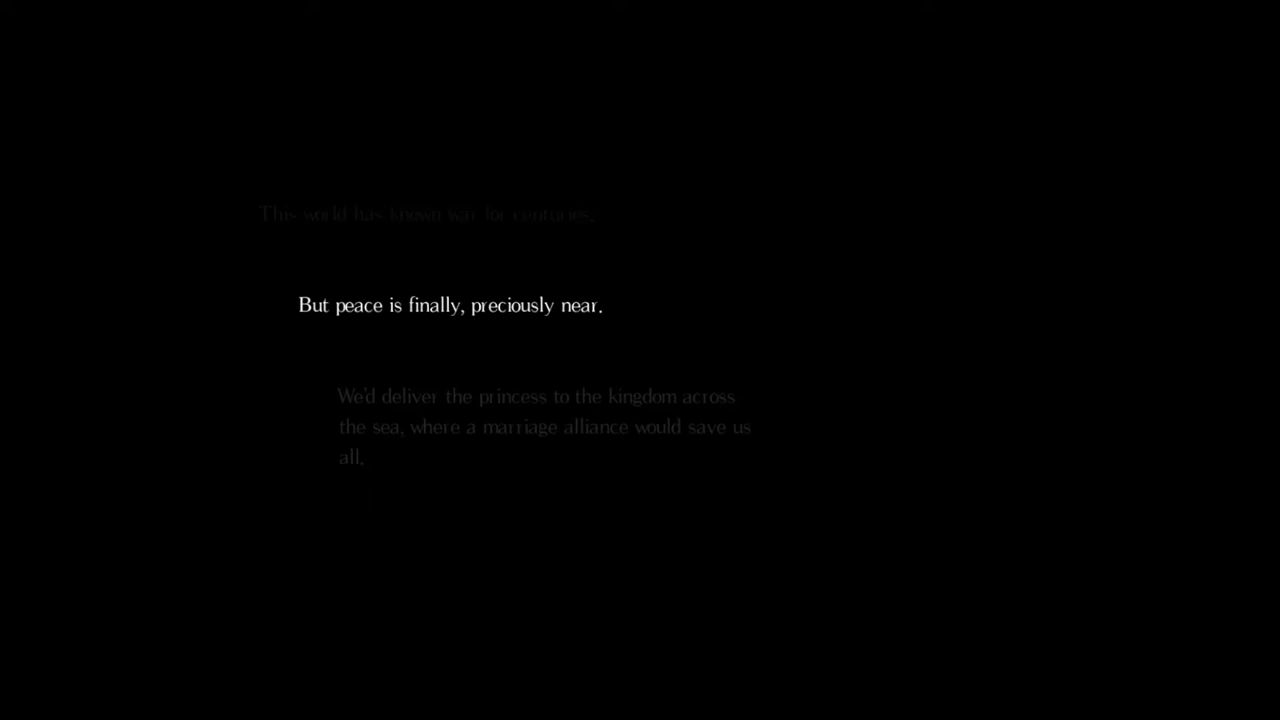 This world has known war for centuries.
But peace is finally, preciously near.
We'd deliver the princess to the kingdom across
the sea, where a marriage alliance would save us
all.